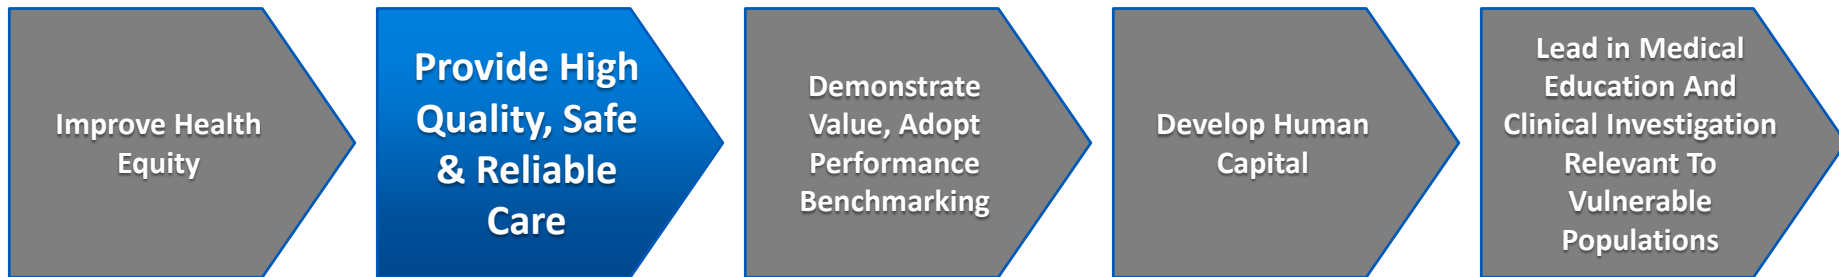 Improve Health
Equity
Provide High
Quality, Safe
& Reliable
Care
Demonstrate
Value, Adopt
Performance
Benchmarking
Develop Human
Capital
Lead in Medical
Education And
Clinical Investigation
Relevant To
Vulnerable
Populations